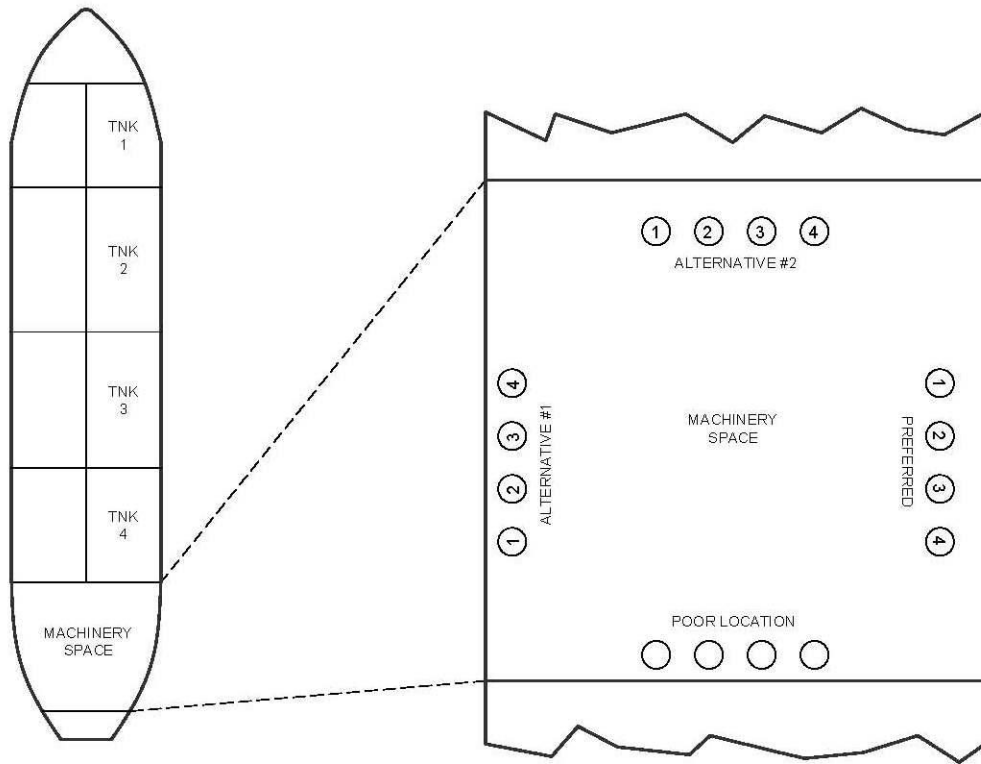 TNK
1
TNK
2
TNK
3
TNK
4
MACHINERY
SPACE
1 2 3 4
ALTERNATIVE #2
4
3
2
1
ALTERNATIVE #1
MACHINERY
SPACE
PREFERRED
1
2
3
4
POOR LOCATION